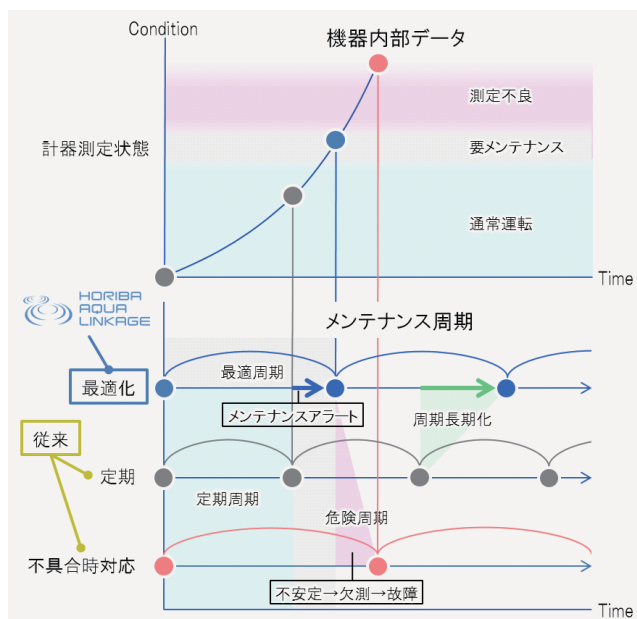 Condition
機器内部データ
測定不良
計器測定状態
要メンテナンス
通常運転
Time
HORIBA
AQUA
LINKAGE
メンテナンス周期
最適化
最適周期
メンテナンスアラート
周期長期化
従来
定期
定期周期
危険周期
不具合時対応
不安定→欠測→故障
Time